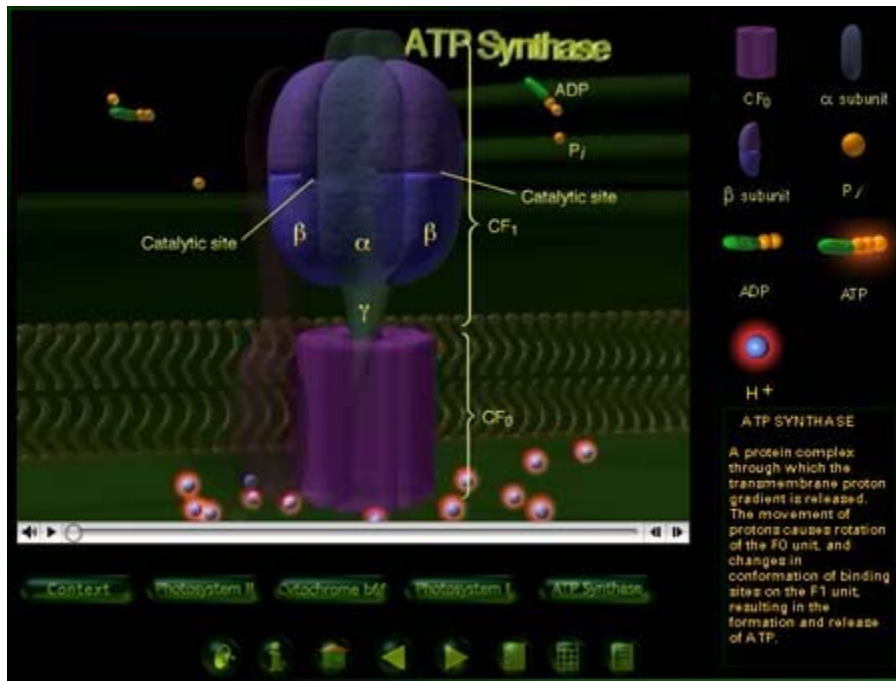 ATP Synthase
ADP
Pi
Catalytic site
Catalytic site
β
α
β
CF1
γ
CF0
CF0
α subunit
β subunit
Pi
ADP
ATP
H+
ATP SYNTHASE
A protein complex
through which the
transmembrane proton
gradient is released.
The movement of
protons causes rotation
of the F0 unit, and
changes in
conformation of binding
sites on the F1 unit,
resulting in the
formation and release
of ATP.
Context
Photosystem II
Cytochrome b6f
Photosystem I
ATP Synthase